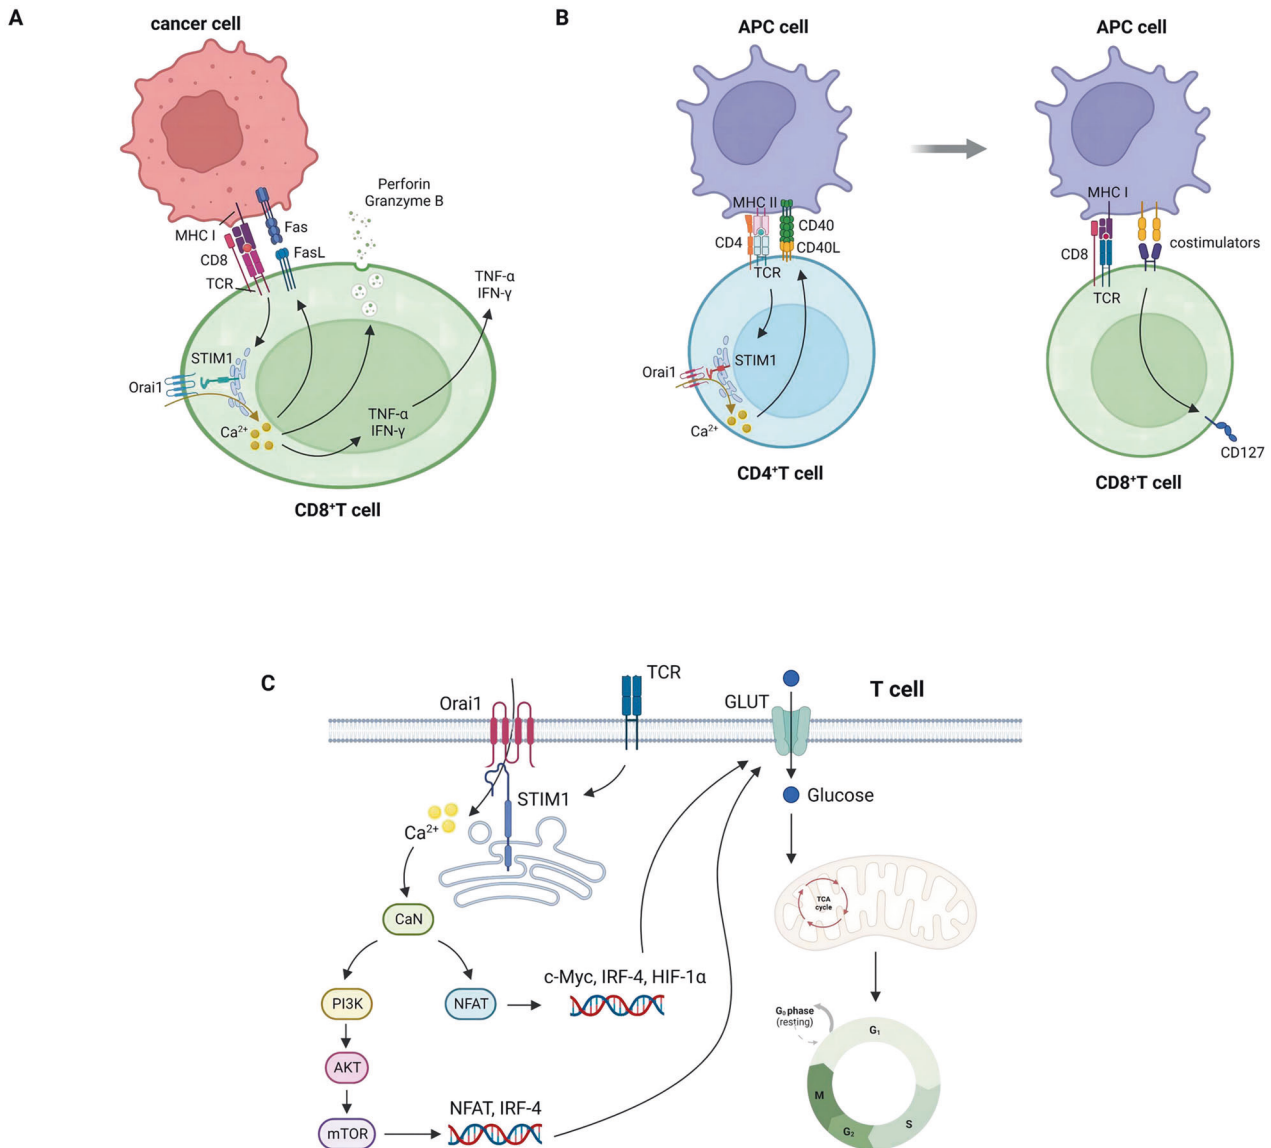 A
cancer cell
Perforin
Granzyme B
MHC I
Fas
CD8
FasL
TCR
TNF-α
IFN-γ
STIM1
Orai1
TNF-α
IFN-γ
Ca²⁺
CD8⁺T cell
B
APC cell
MHC II
CD4
CD40
CD40L
TCR
STIM1
Orai1
Ca²⁺
CD4⁺T cell
APC cell
MHC I
CD8
costimulators
TCR
CD127
CD8⁺T cell
C
Orai1
TCR
GLUT
T cell
STIM1
Glucose
Ca²⁺
TCA
cycle
CaN
c-Myc, IRF-4, HIF-1α
PI3K
NFAT
G₀ phase
(resting)
G₁
AKT
M
S
G₂
NFAT, IRF-4
mTOR